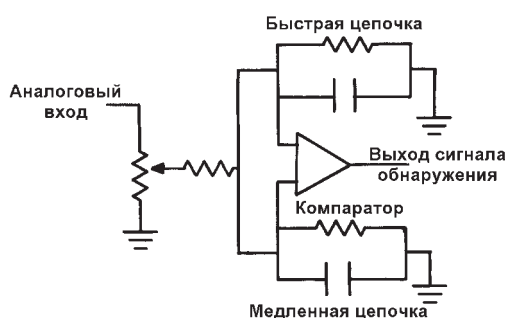 Быстрая цепочка
Аналоговый
вход
Выход сигнала
обнаружения
Компаратор
Медленная цепочка